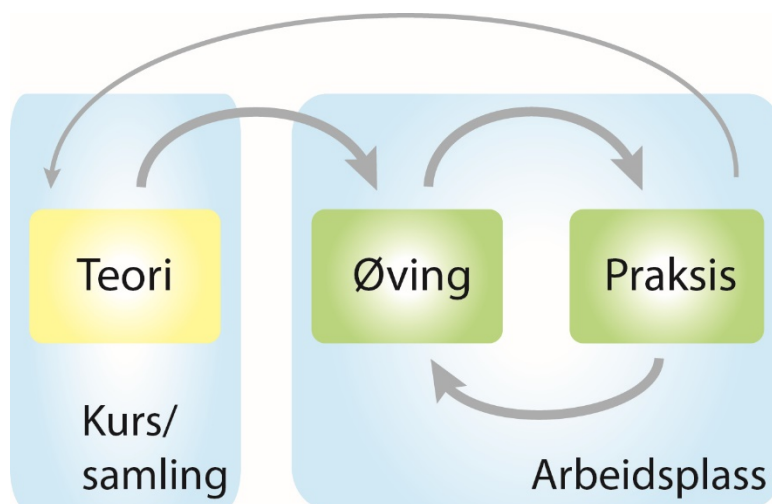 Teori
Øving
Praksis
Kurs/
samling
Arbeidsplass